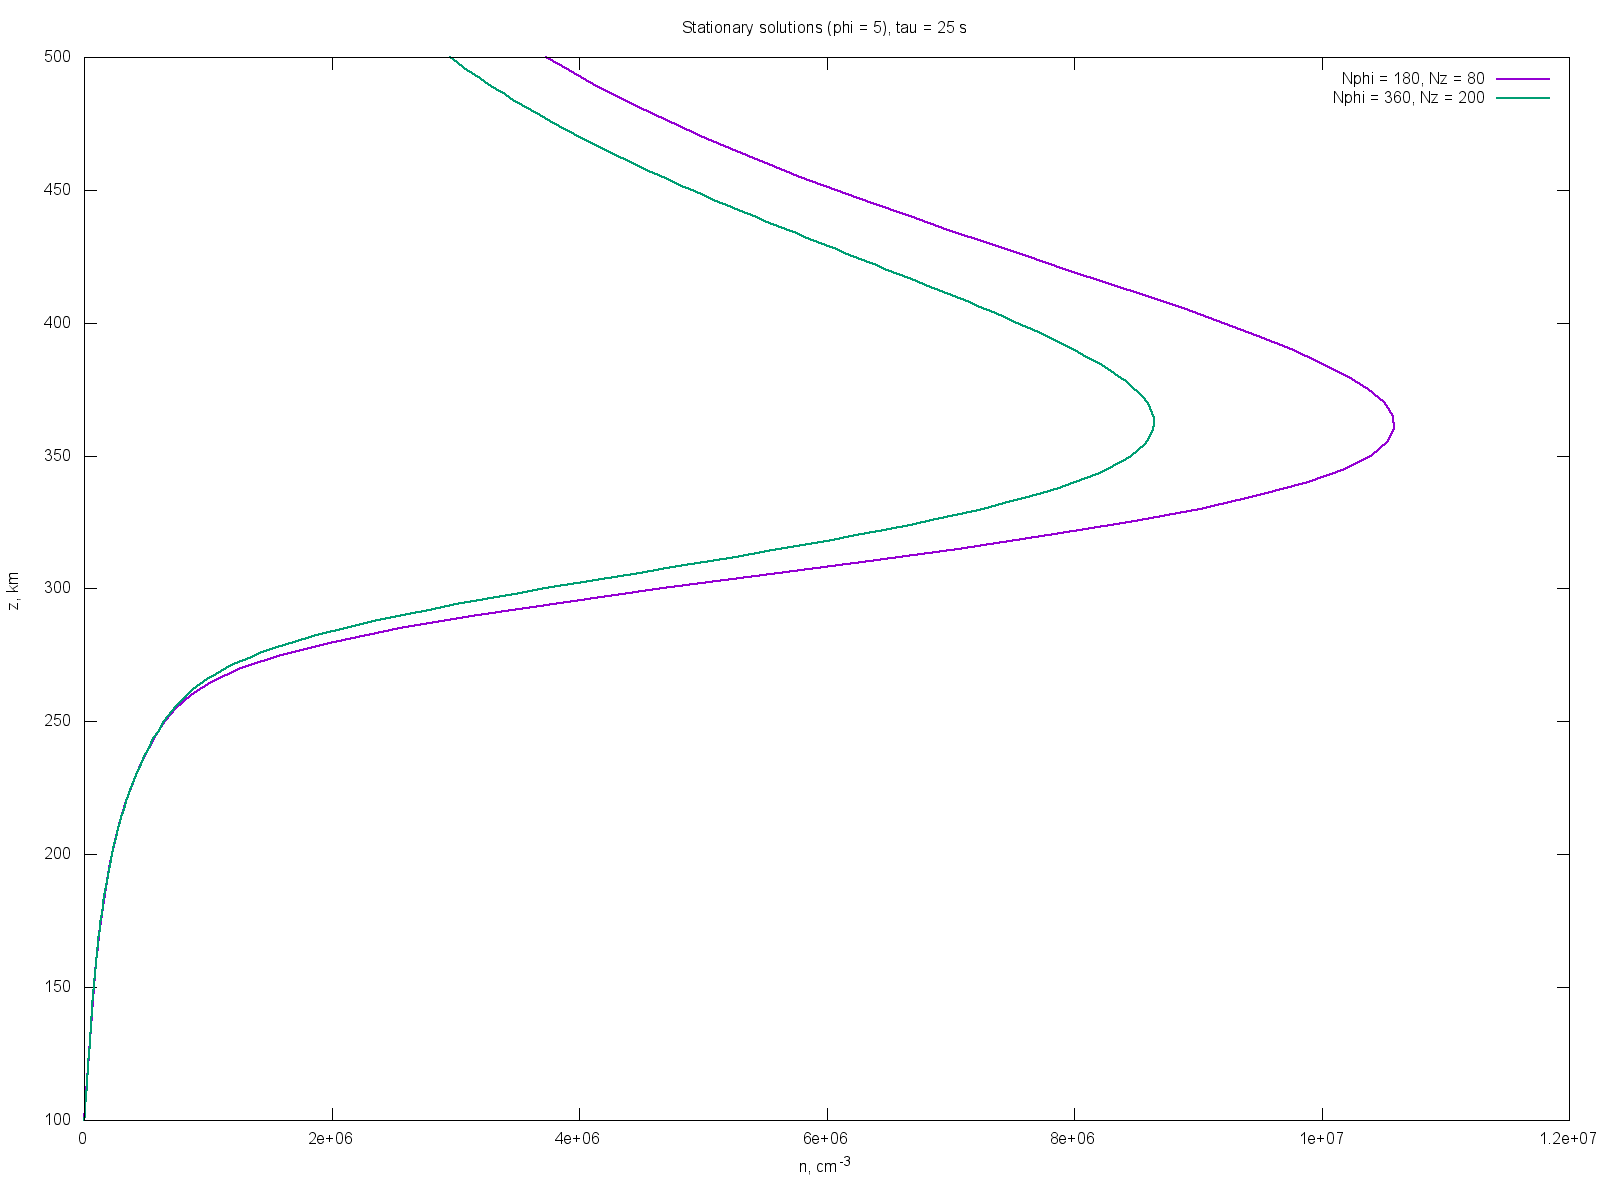 Stationary solutions (phi = 5), tau = 25 s
Nphi = 180, Nz = 80
Nphi = 360, Nz = 200
500
450
400
350
300
250
200
150
100
z, km
0
2e+06
4e+06
6e+06
8e+06
1e+07
1.2e+07
n, cm-3